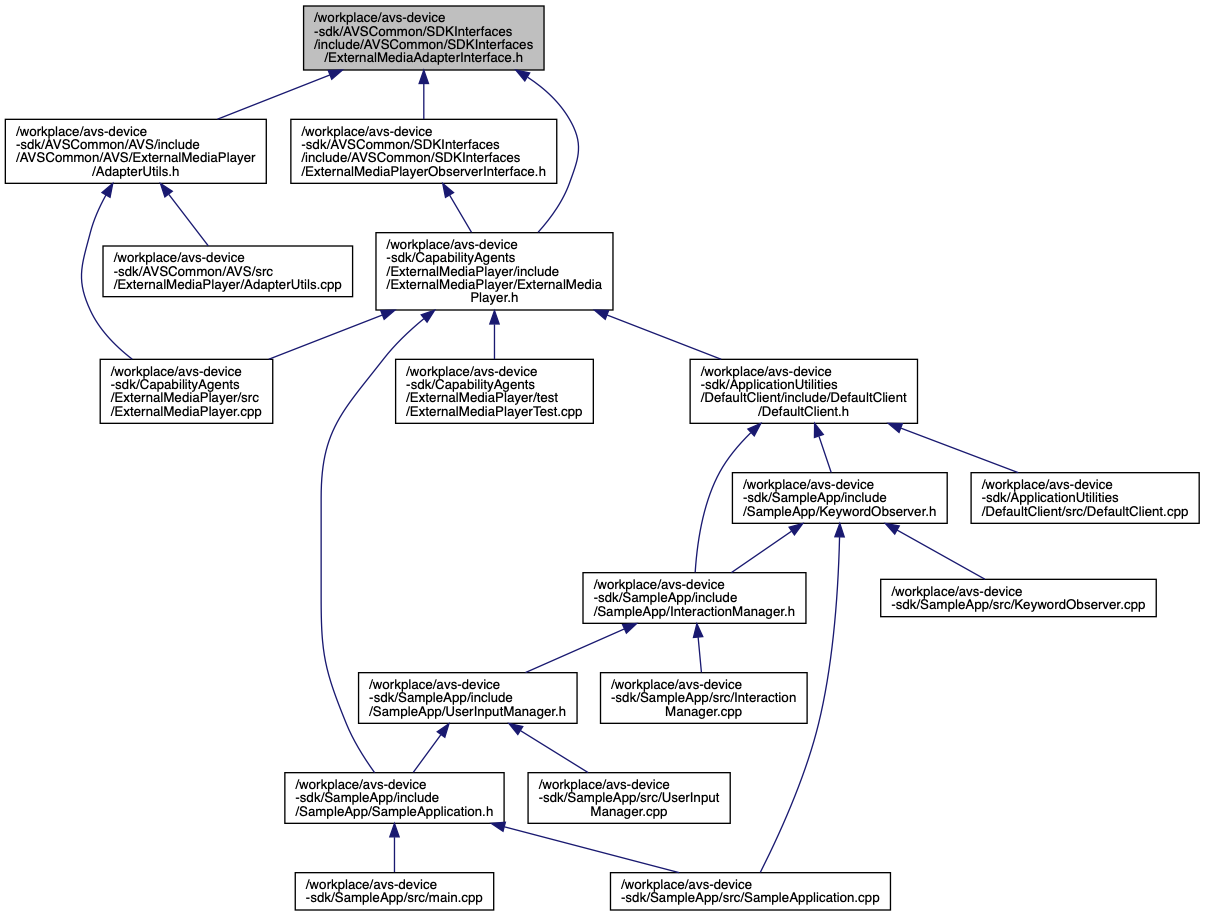 /workplace/avs-device
-sdk/AVSCommon/SDKInterfaces
/include/AVSCommon/SDKInterfaces
/ExternalMediaAdapterInterface.h
/workplace/avs-device
-sdk/AVSCommon/AVS/include
/AVSCommon/AVS/ExternalMediaPlayer
/AdapterUtils.h
/workplace/avs-device
-sdk/AVSCommon/SDKInterfaces
/include/AVSCommon/SDKInterfaces
/ExternalMediaPlayerObserverInterface.h
/workplace/avs-device
-sdk/AVSCommon/AVS/src
/ExternalMediaPlayer/AdapterUtils.cpp
/workplace/avs-device
-sdk/CapabilityAgents
/ExternalMediaPlayer/include
/ExternalMediaPlayer/ExternalMedia
Player.h
/workplace/avs-device
-sdk/CapabilityAgents
/ExternalMediaPlayer/src
/ExternalMediaPlayer.cpp
/workplace/avs-device
-sdk/CapabilityAgents
/ExternalMediaPlayer/test
/ExternalMediaPlayerTest.cpp
/workplace/avs-device
-sdk/ApplicationUtilities
/DefaultClient/include/DefaultClient
/DefaultClient.h
/workplace/avs-device
-sdk/SampleApp/include
/SampleApp/KeywordObserver.h
/workplace/avs-device
-sdk/ApplicationUtilities
/DefaultClient/src/DefaultClient.cpp
/workplace/avs-device
-sdk/SampleApp/include
/SampleApp/InteractionManager.h
/workplace/avs-device
-sdk/SampleApp/src/KeywordObserver.cpp
/workplace/avs-device
-sdk/SampleApp/include
/SampleApp/UserInputManager.h
/workplace/avs-device
-sdk/SampleApp/src/Interaction
Manager.cpp
/workplace/avs-device
-sdk/SampleApp/include
/SampleApp/SampleApplication.h
/workplace/avs-device
-sdk/SampleApp/src/UserInput
Manager.cpp
/workplace/avs-device
-sdk/SampleApp/src/main.cpp
/workplace/avs-device
-sdk/SampleApp/src/SampleApplication.cpp